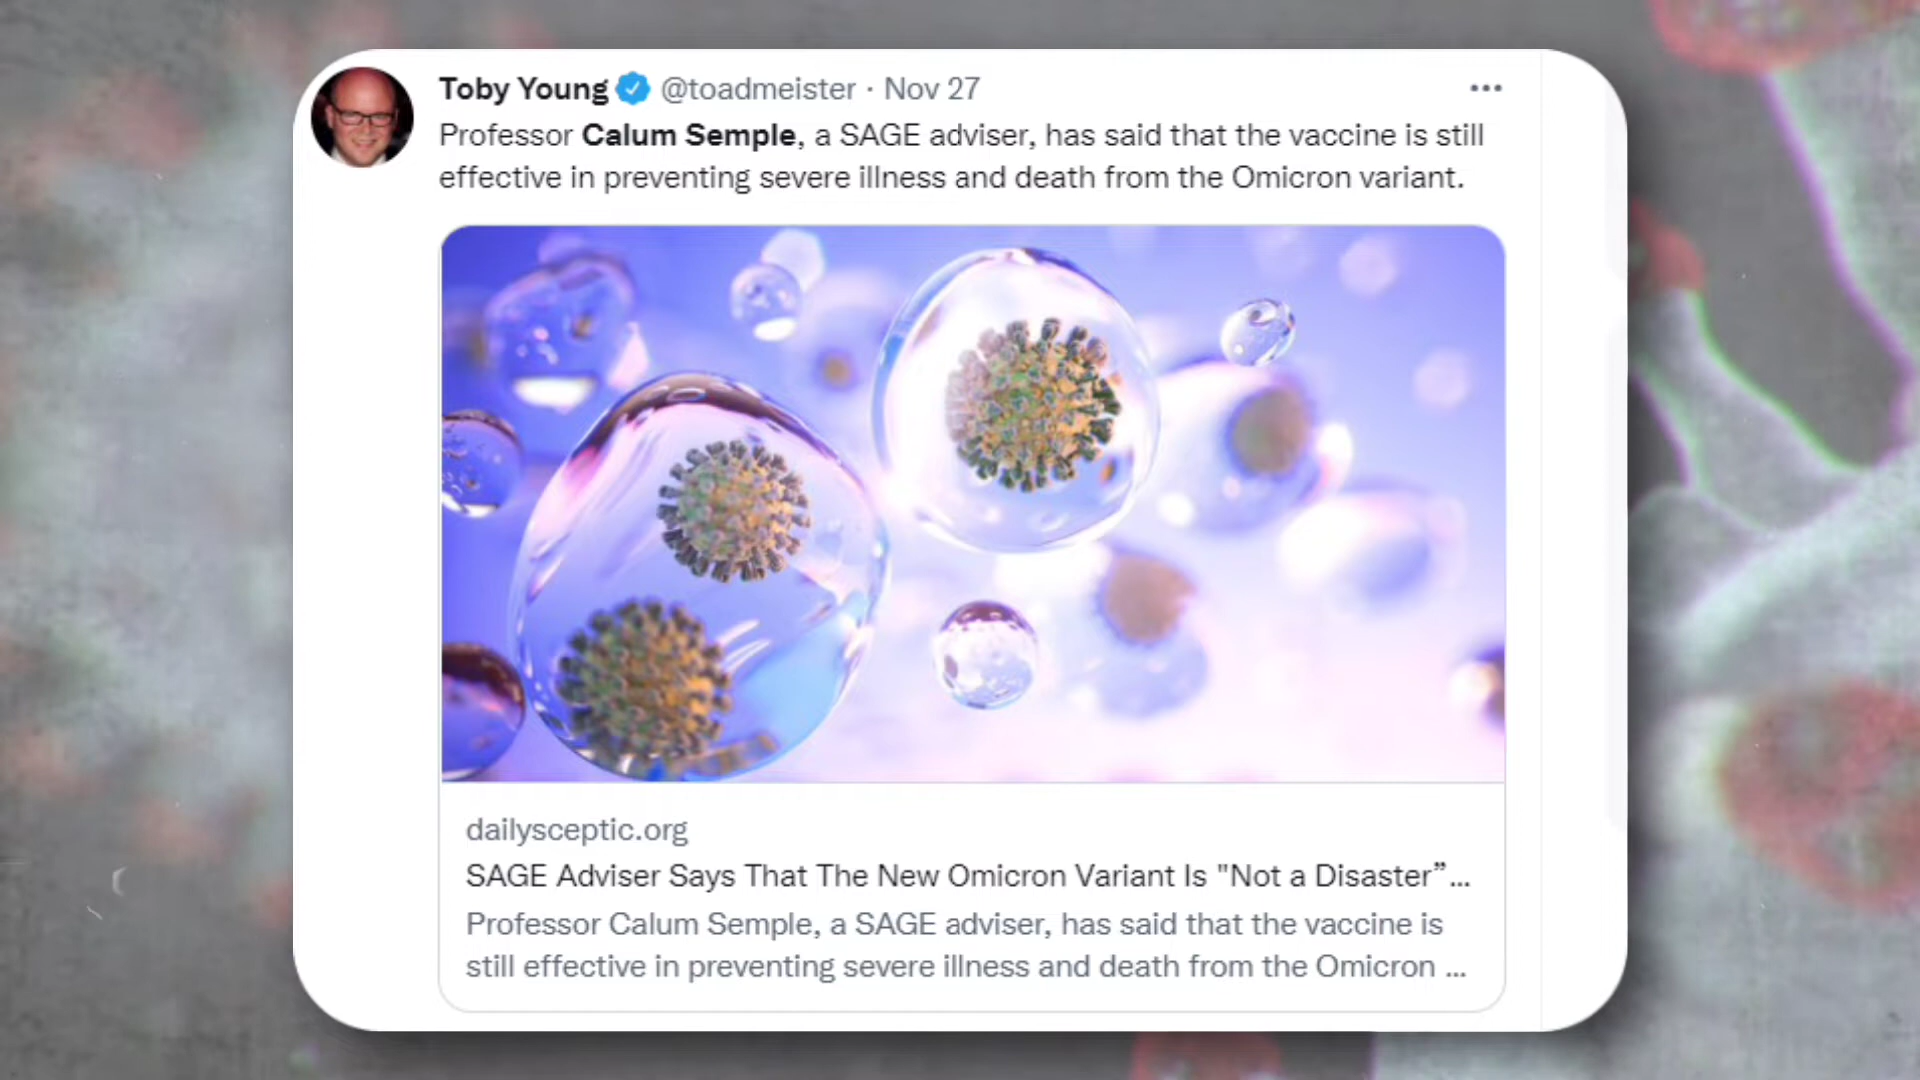 Toby Young @toadmeister · Nov 27
Professor Calum Semple, a SAGE adviser, has said that the vaccine is still
effective in preventing severe illness and death from the Omicron variant.
dailysceptic.org
SAGE Adviser Says That The New Omicron Variant Is "Not a Disaster”...
Professor Calum Semple, a SAGE adviser, has said that the vaccine is
still effective in preventing severe illness and death from the Omicron ...